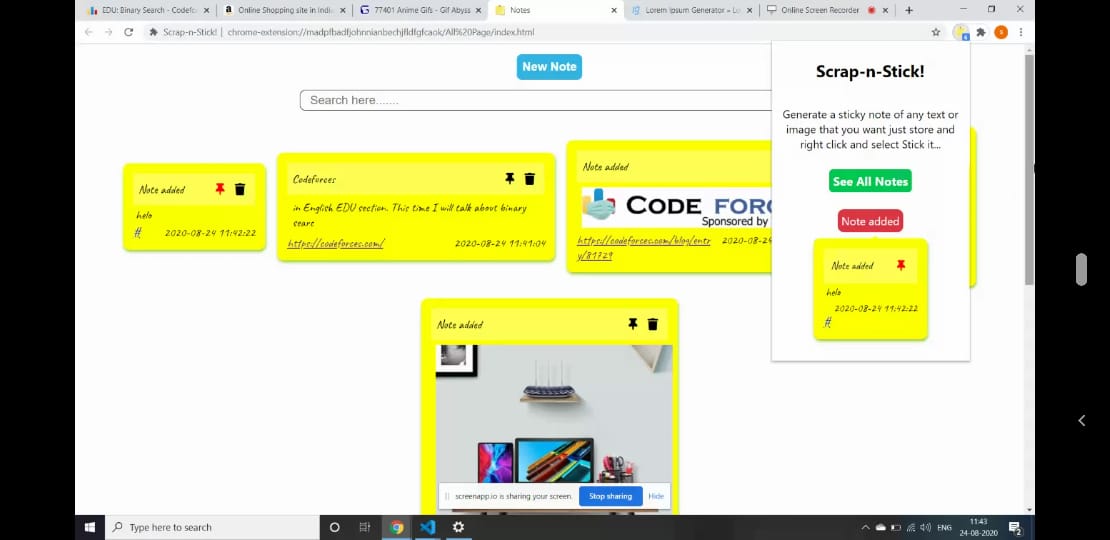 EDU: Binary Search - Codefor
Online Shopping site in India
77401 Anime Gifs - Gif Abyss
Notes
Lorem Ipsum Generator – Lo
Online Screen Recorder
Scrap-n-Stick! | chrome-extension://madpfbadfjohnnianbechjfldfgfcaok/All%20Page/index.html
New Note
Search here.......
Note added
helo
#
2020-08-24 11:42:22
Codeforces
in English EDU section. This time I will talk about binary
searc
https://codeforces.com/
2020-08-24 11:41:04
Note added
CODE FORC
Sponsored by
https://codeforces.com/blog/entr
y/81729
2020-08-24
Scrap-n-Stick!
Generate a sticky note of any text or
image that you want just store and
right click and select Stick it...
See All Notes
Note added
Note added
helo
2020-08-24 11:42:22
#
Note added
screenapp.io is sharing your screen.
Stop sharing
Hide
Type here to search
ENG
11:43
24-08-2020
2